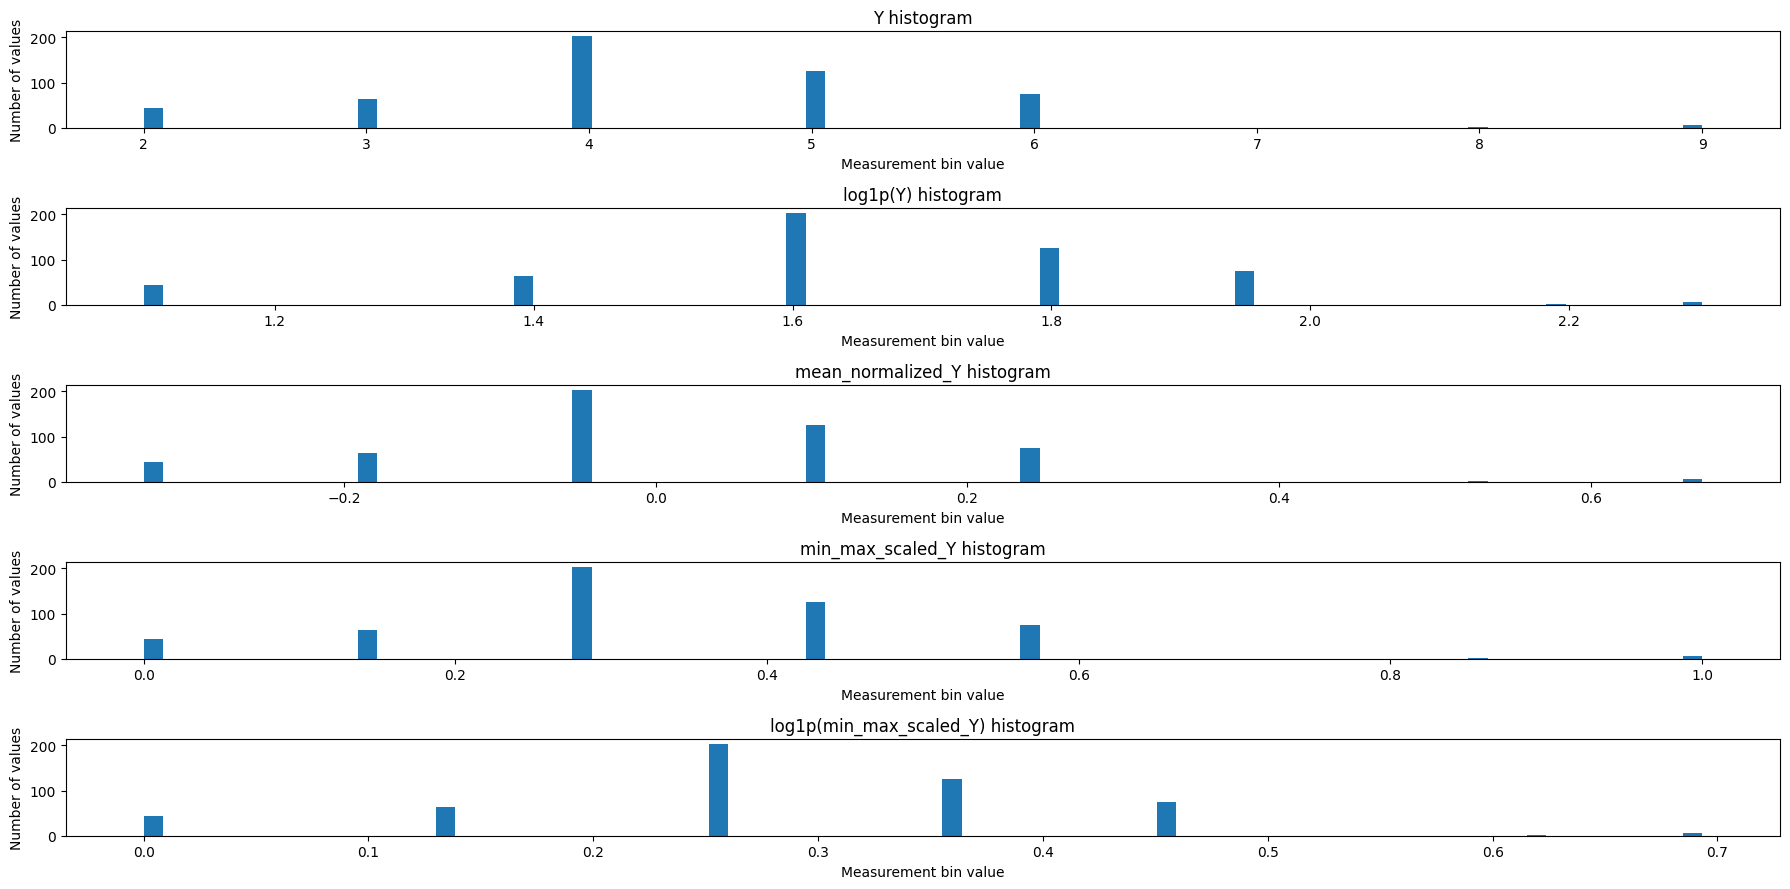 Y histogram
Number of values
200
100
0
2 3 4 5 6 7 8 9
Measurement bin value
log1p(Y) histogram
Number of values
200
100
0
1.2 1.4 1.6 1.8 2.0 2.2
Measurement bin value
mean_normalized_Y histogram
Number of values
200
100
0
−0.2 0.0 0.2 0.4 0.6
Measurement bin value
min_max_scaled_Y histogram
Number of values
200
100
0
0.0 0.2 0.4 0.6 0.8 1.0
Measurement bin value
log1p(min_max_scaled_Y) histogram
Number of values
200
100
0
0.0 0.1 0.2 0.3 0.4 0.5 0.6 0.7
Measurement bin value